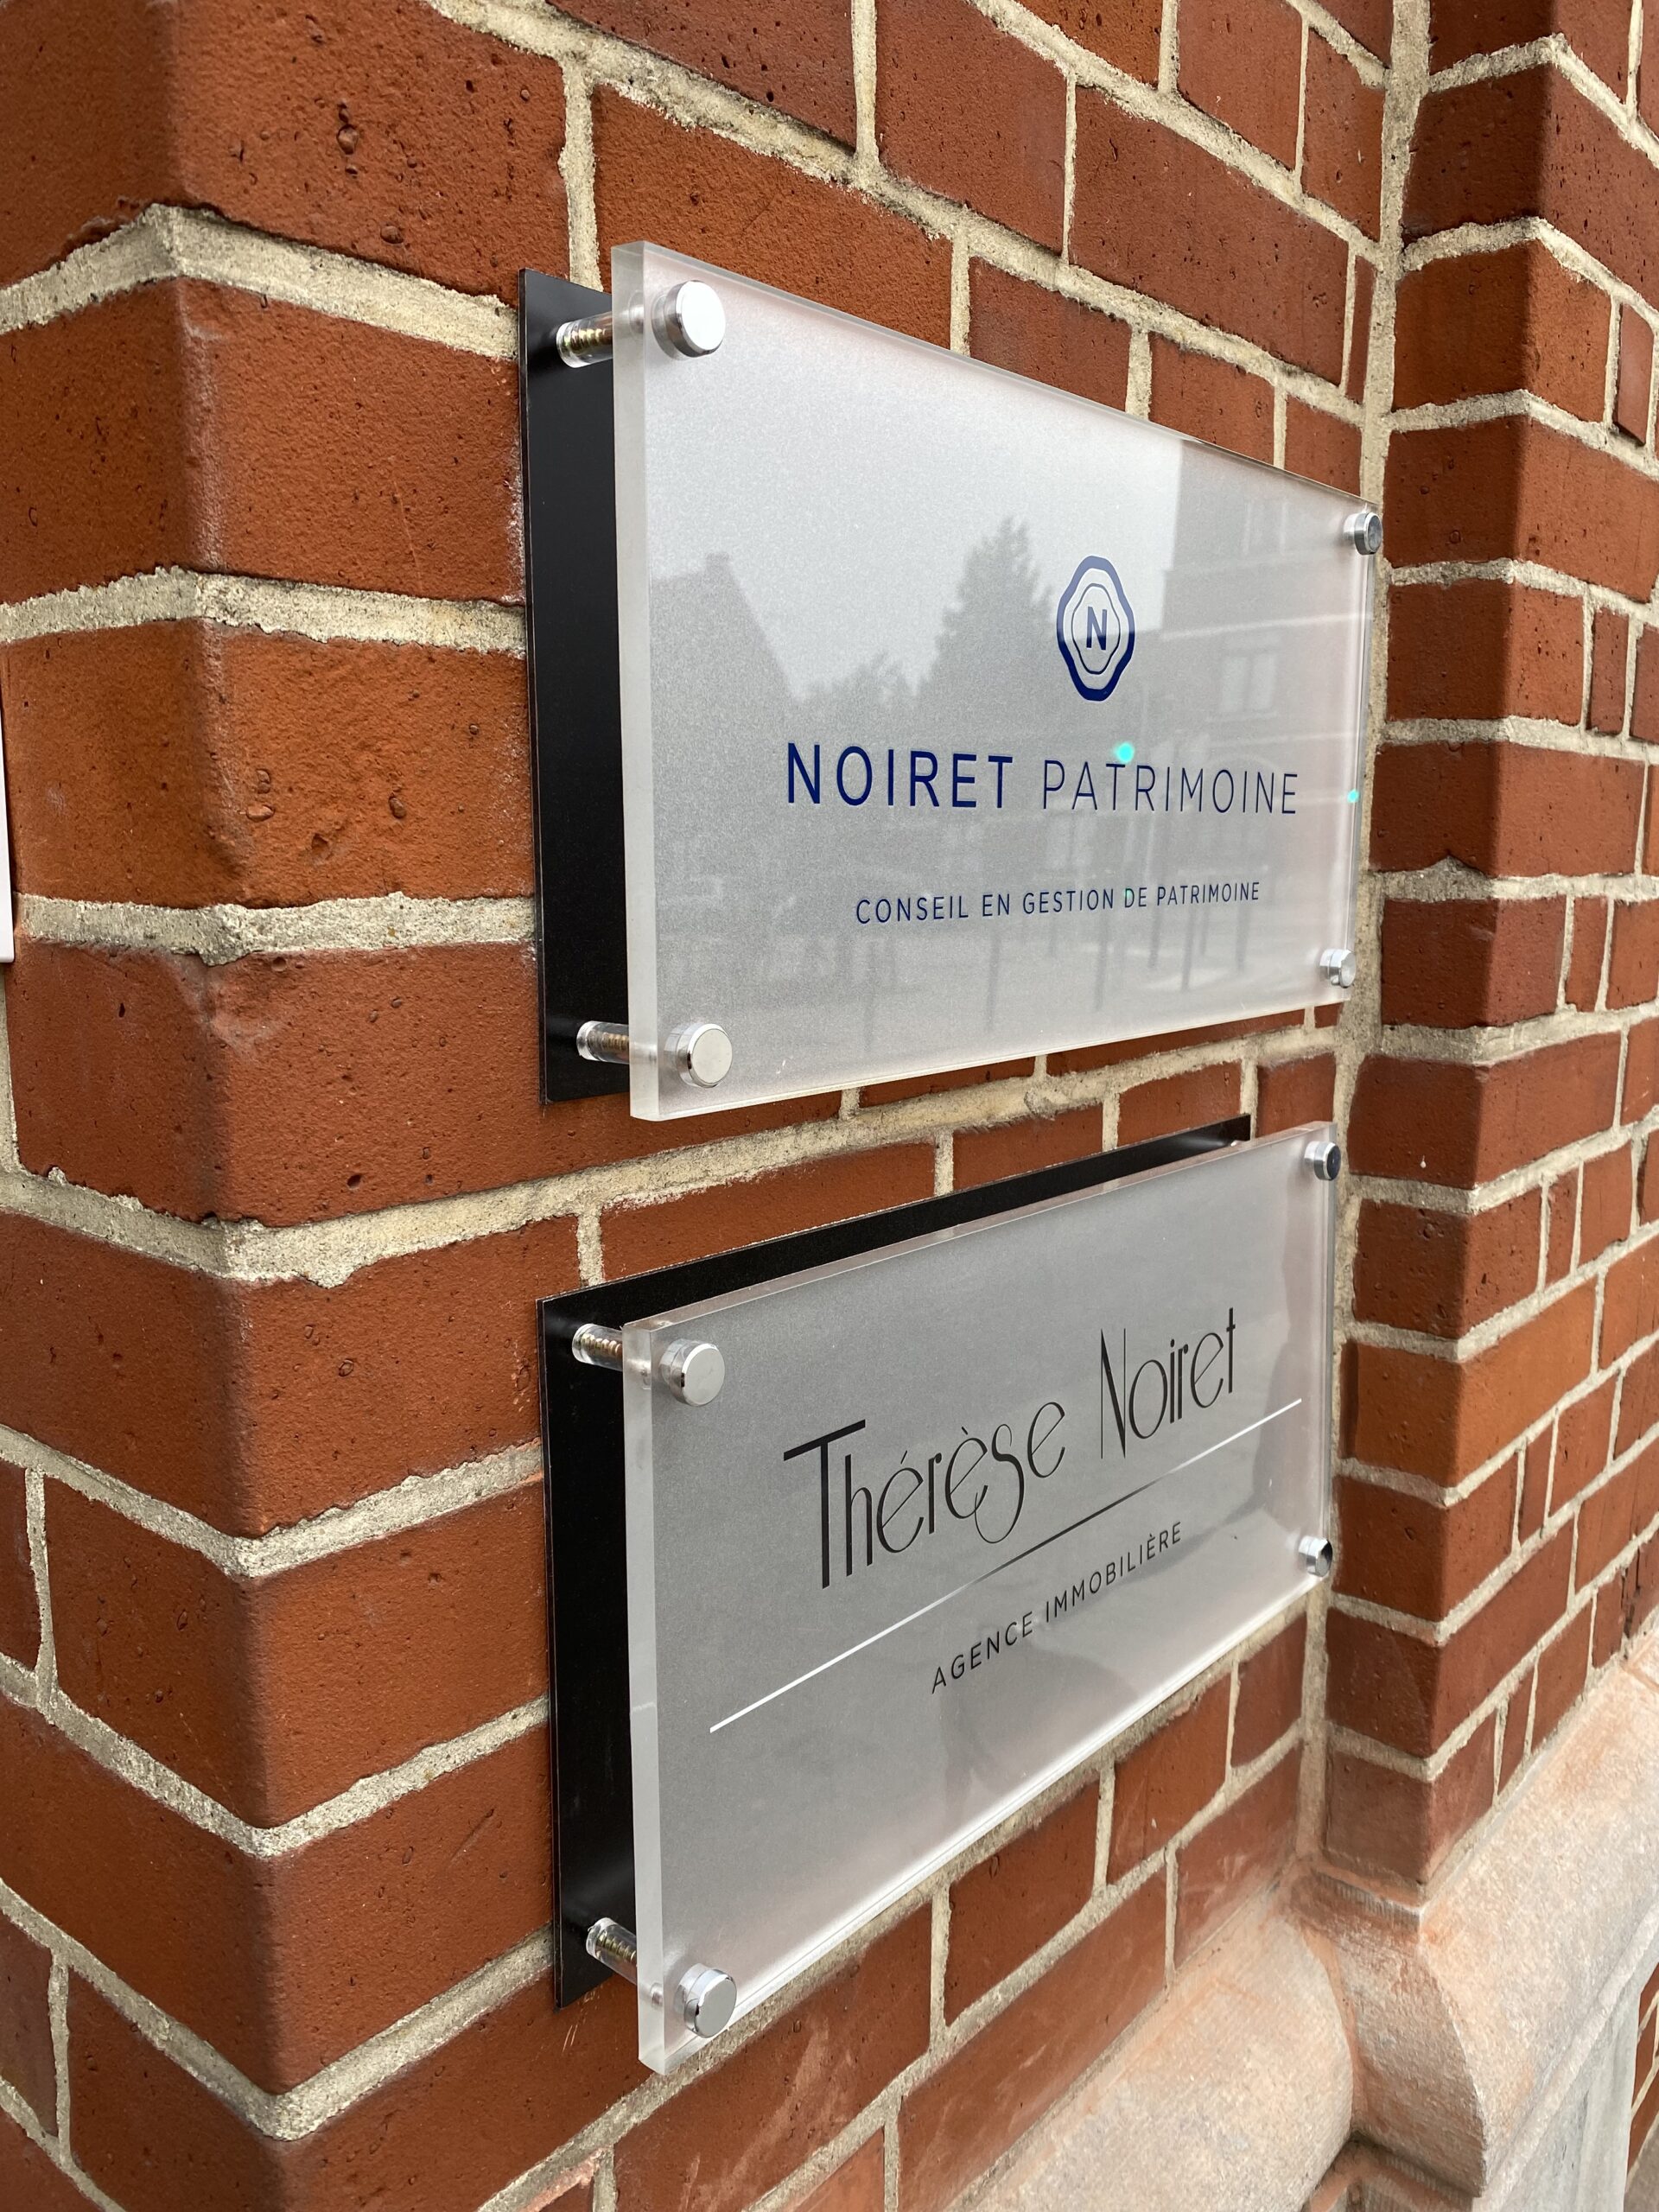 N
NOIRET PATRIMOINE
CONSEIL EN GESTION DE PATRIMOINE
Thérèse Noiret
AGENCE IMMOBILIÈRE